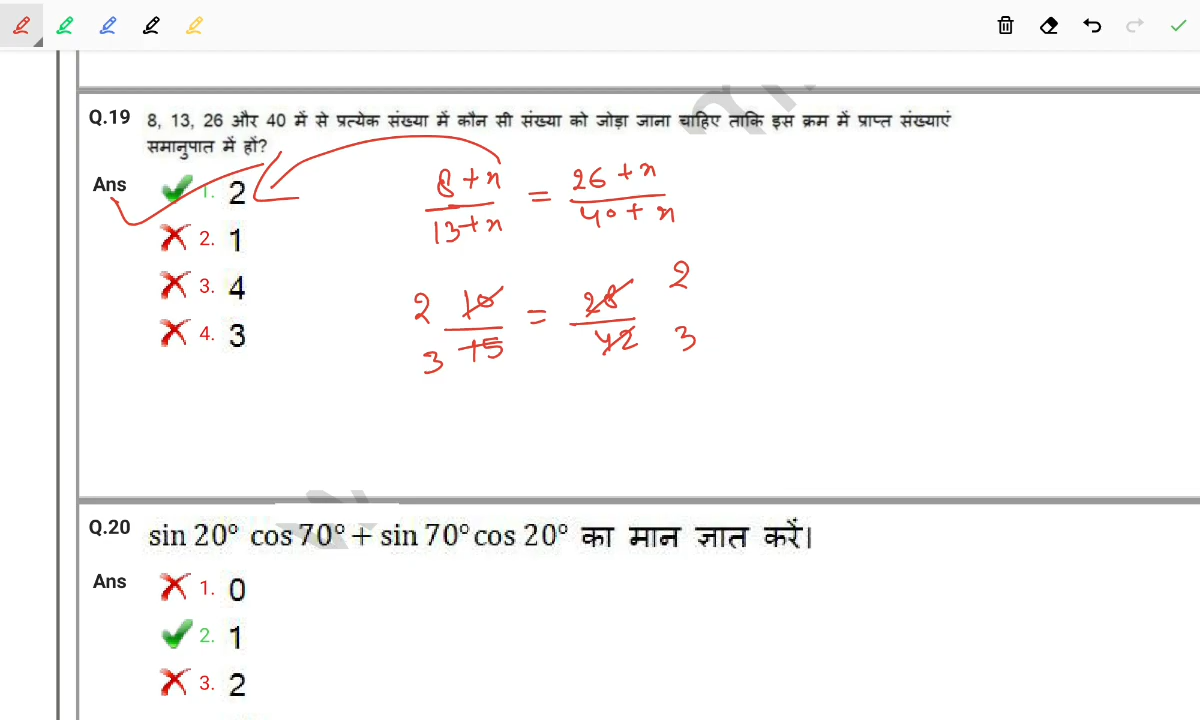 Q.19 8, 13, 26 और 40 में से प्रत्येक संख्या में कौन सी संख्या को जोड़ा जाना चाहिए ताकि इस क्रम में प्राप्त संख्याएं
समानुपात में हों?
Ans 1. 2
2. 1
3. 4
4. 3
8+x = 26+x
13+x 40+x
2 10 = 28 2
3 15 42 3
Q.20 sin 20° cos 70° + sin 70° cos 20° का मान ज्ञात करें।
Ans 1. 0
2. 1
3. 2